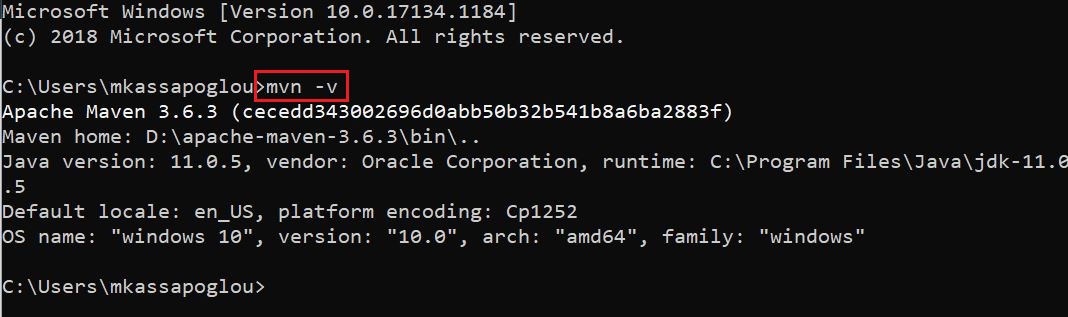 Microsoft Windows [Version 10.0.17134.1184]
(c) 2018 Microsoft Corporation. All rights reserved.
C:\Users\mkassapoglou>mvn -v
Apache Maven 3.6.3 (cecedd343002696d0abb50b32b541b8a6ba2883f)
Maven home: D:\apache-maven-3.6.3\bin\..
Java version: 11.0.5, vendor: Oracle Corporation, runtime: C:\Program Files\Java\jdk-11.0
.5
Default locale: en_US, platform encoding: Cp1252
OS name: "windows 10", version: "10.0", arch: "amd64", family: "windows"
C:\Users\mkassapoglou>